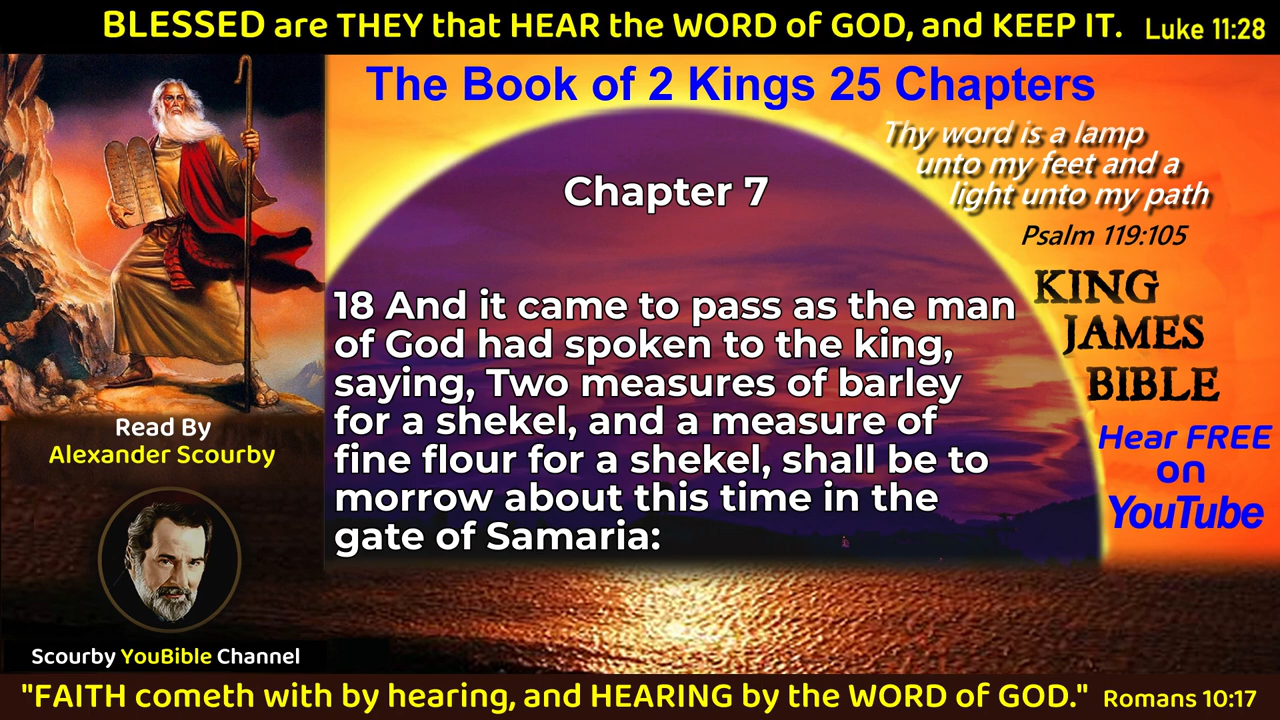 BLESSED are THEY that HEAR the WORD of GOD, and KEEP IT. Luke 11:28
The Book of 2 Kings 25 Chapters
Thy word is a lamp
unto my feet and a
light unto my path
Psalm 119:105
KING
JAMES
BIBLE
Hear FREE
on
YouTube
Chapter 7
18 And it came to pass as the man
of God had spoken to the king,
saying, Two measures of barley
for a shekel, and a measure of
fine flour for a shekel, shall be to
morrow about this time in the
gate of Samaria:
Read By
Alexander Scourby
Scourby YouBible Channel
"FAITH cometh with by hearing, and HEARING by the WORD of GOD." Romans 10:17